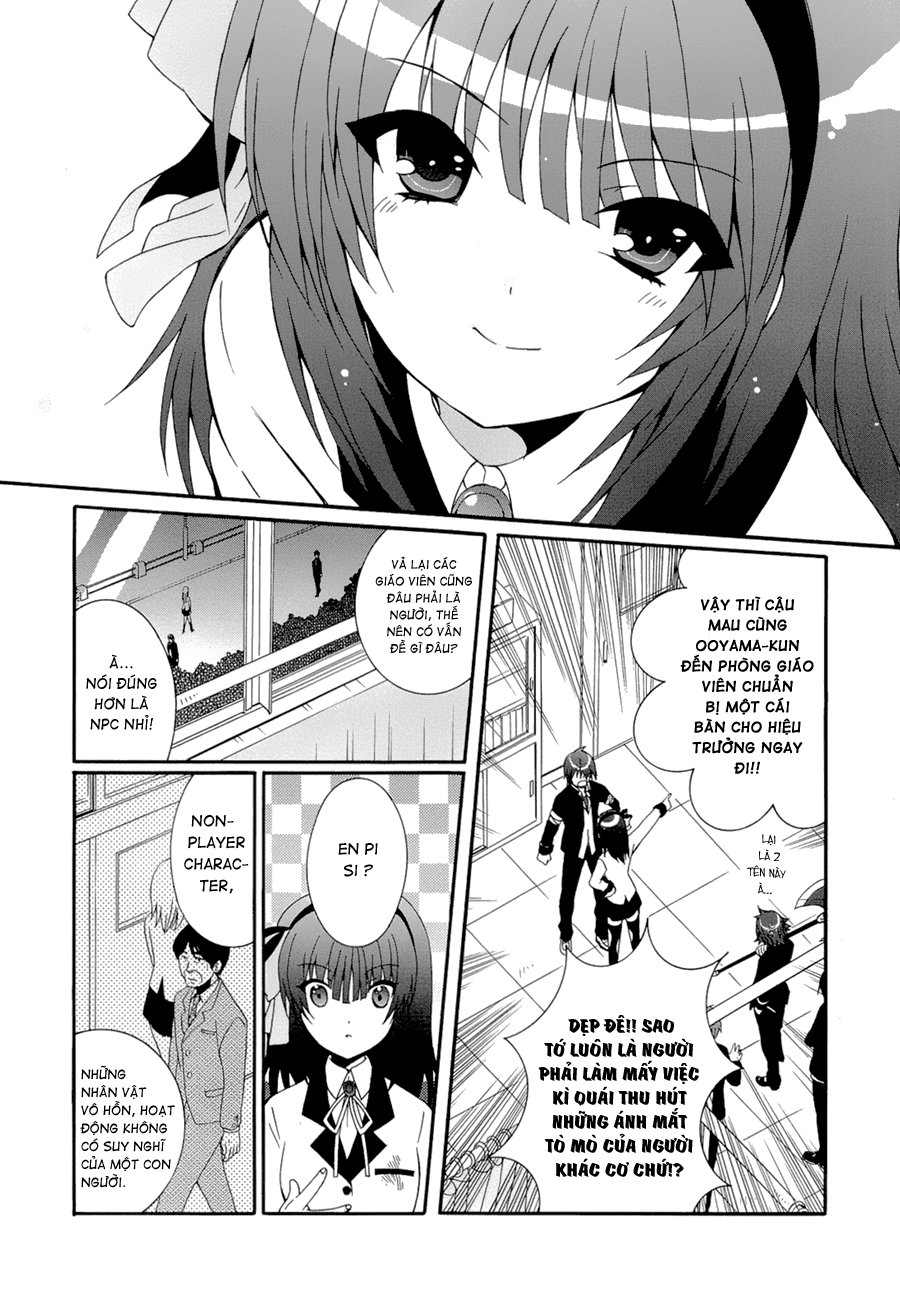 VẬY THÌ CẬU
MAU CÙNG
OOYAMA-KUN
ĐẾN PHÒNG GIÁO
VIÊN CHUẨN
BỊ MỘT CÁI
BÀN CHO HIỆU
TRƯỞNG NGAY
ĐI!!
LẠI
LÀ 2
TÊN NÀY
À...
DẸP ĐÊ!! SAO
TỚ LUÔN LÀ NGƯỜI
PHẢI LÀM MẤY VIỆC
KÌ QUÁI THU HÚT
NHỮNG ÁNH MẮT
TÒ MÒ CỦA NGƯỜI
KHÁC CƠ CHỨ!?
VẢ LẠI CÁC
GIÁO VIÊN CŨNG
ĐÂU PHẢI LÀ
NGƯỜI, THẾ
NÊN CÓ VẤN
ĐỀ GÌ ĐÂU?
À...
NÓI ĐÚNG
HƠN LÀ
NPC NHỈ!
EN PI
SI ?
NON-
PLAYER
CHARAC-
TER,
NHỮNG
NHÂN VẬT
VÔ HỒN, HOẠT
ĐỘNG KHÔNG
CÓ SUY NGHĨ
CỦA MỘT CON
NGƯỜI.